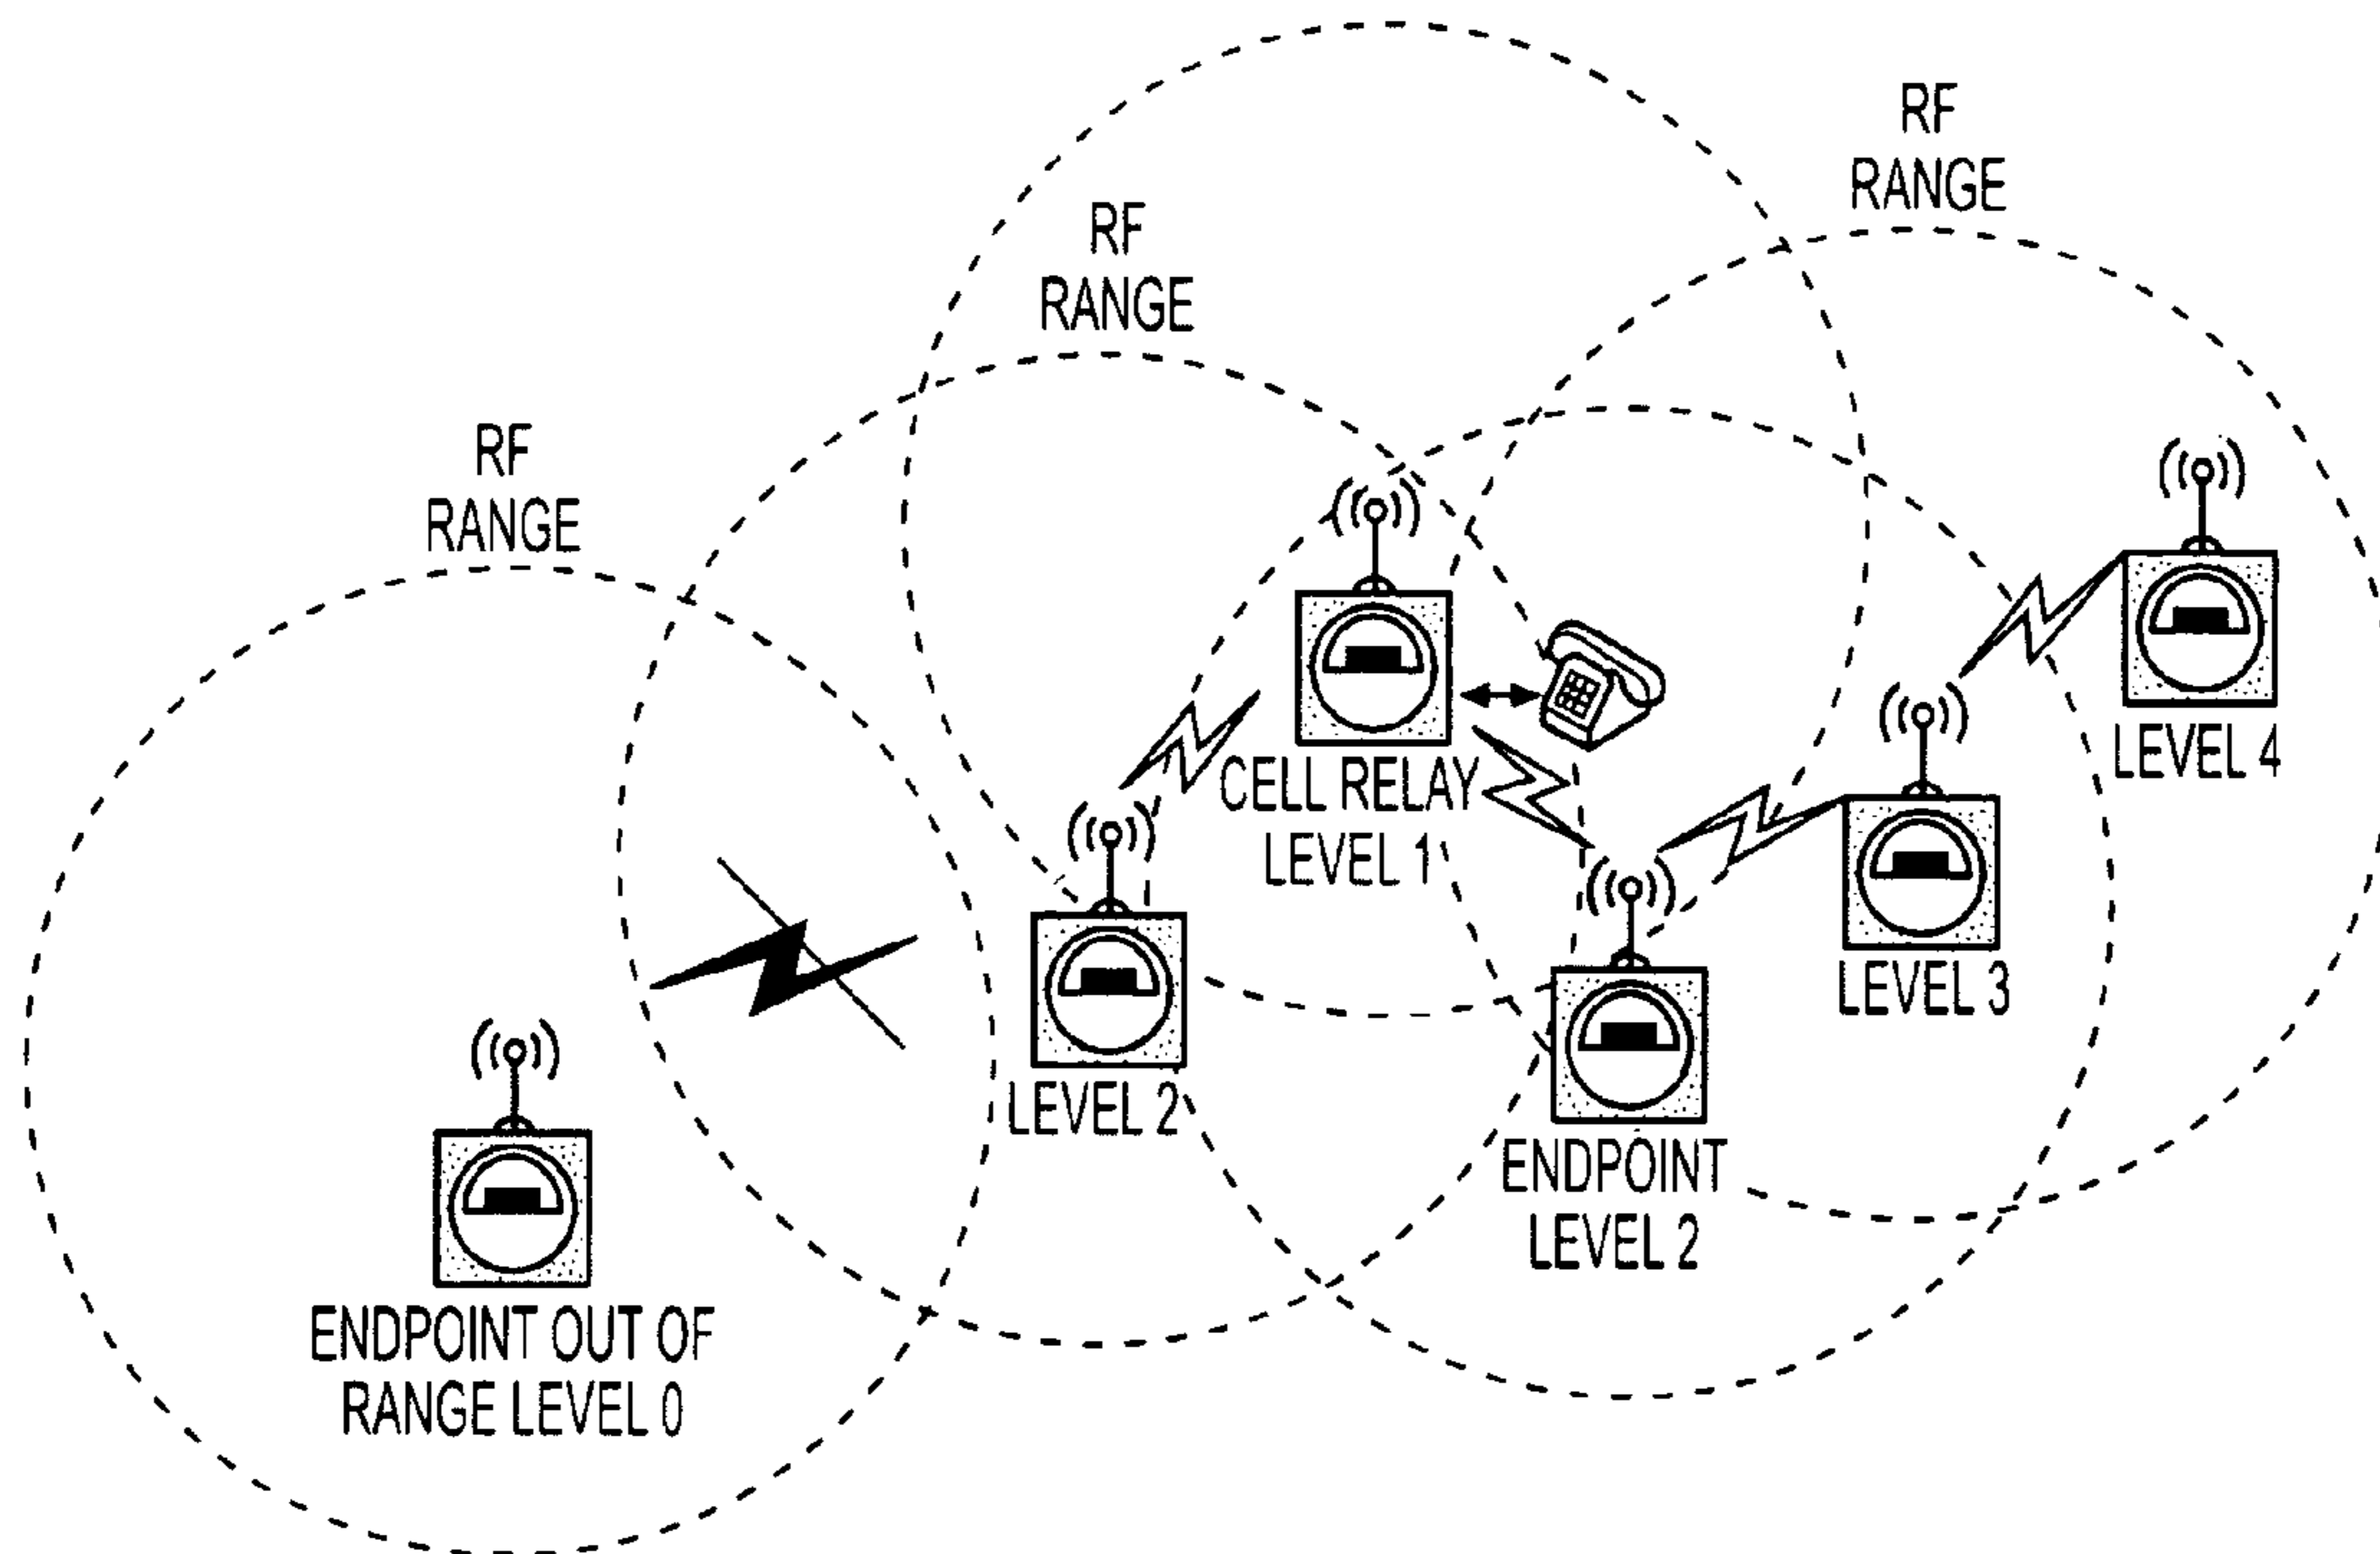 RF
RANGE
RF
RANGE
RF
RANGE
LEVEL 4
CELL RELAY
LEVEL 1
LEVEL 3
LEVEL 2
ENDPOINT
LEVEL 2
ENDPOINT OUT OF
RANGE LEVEL 0